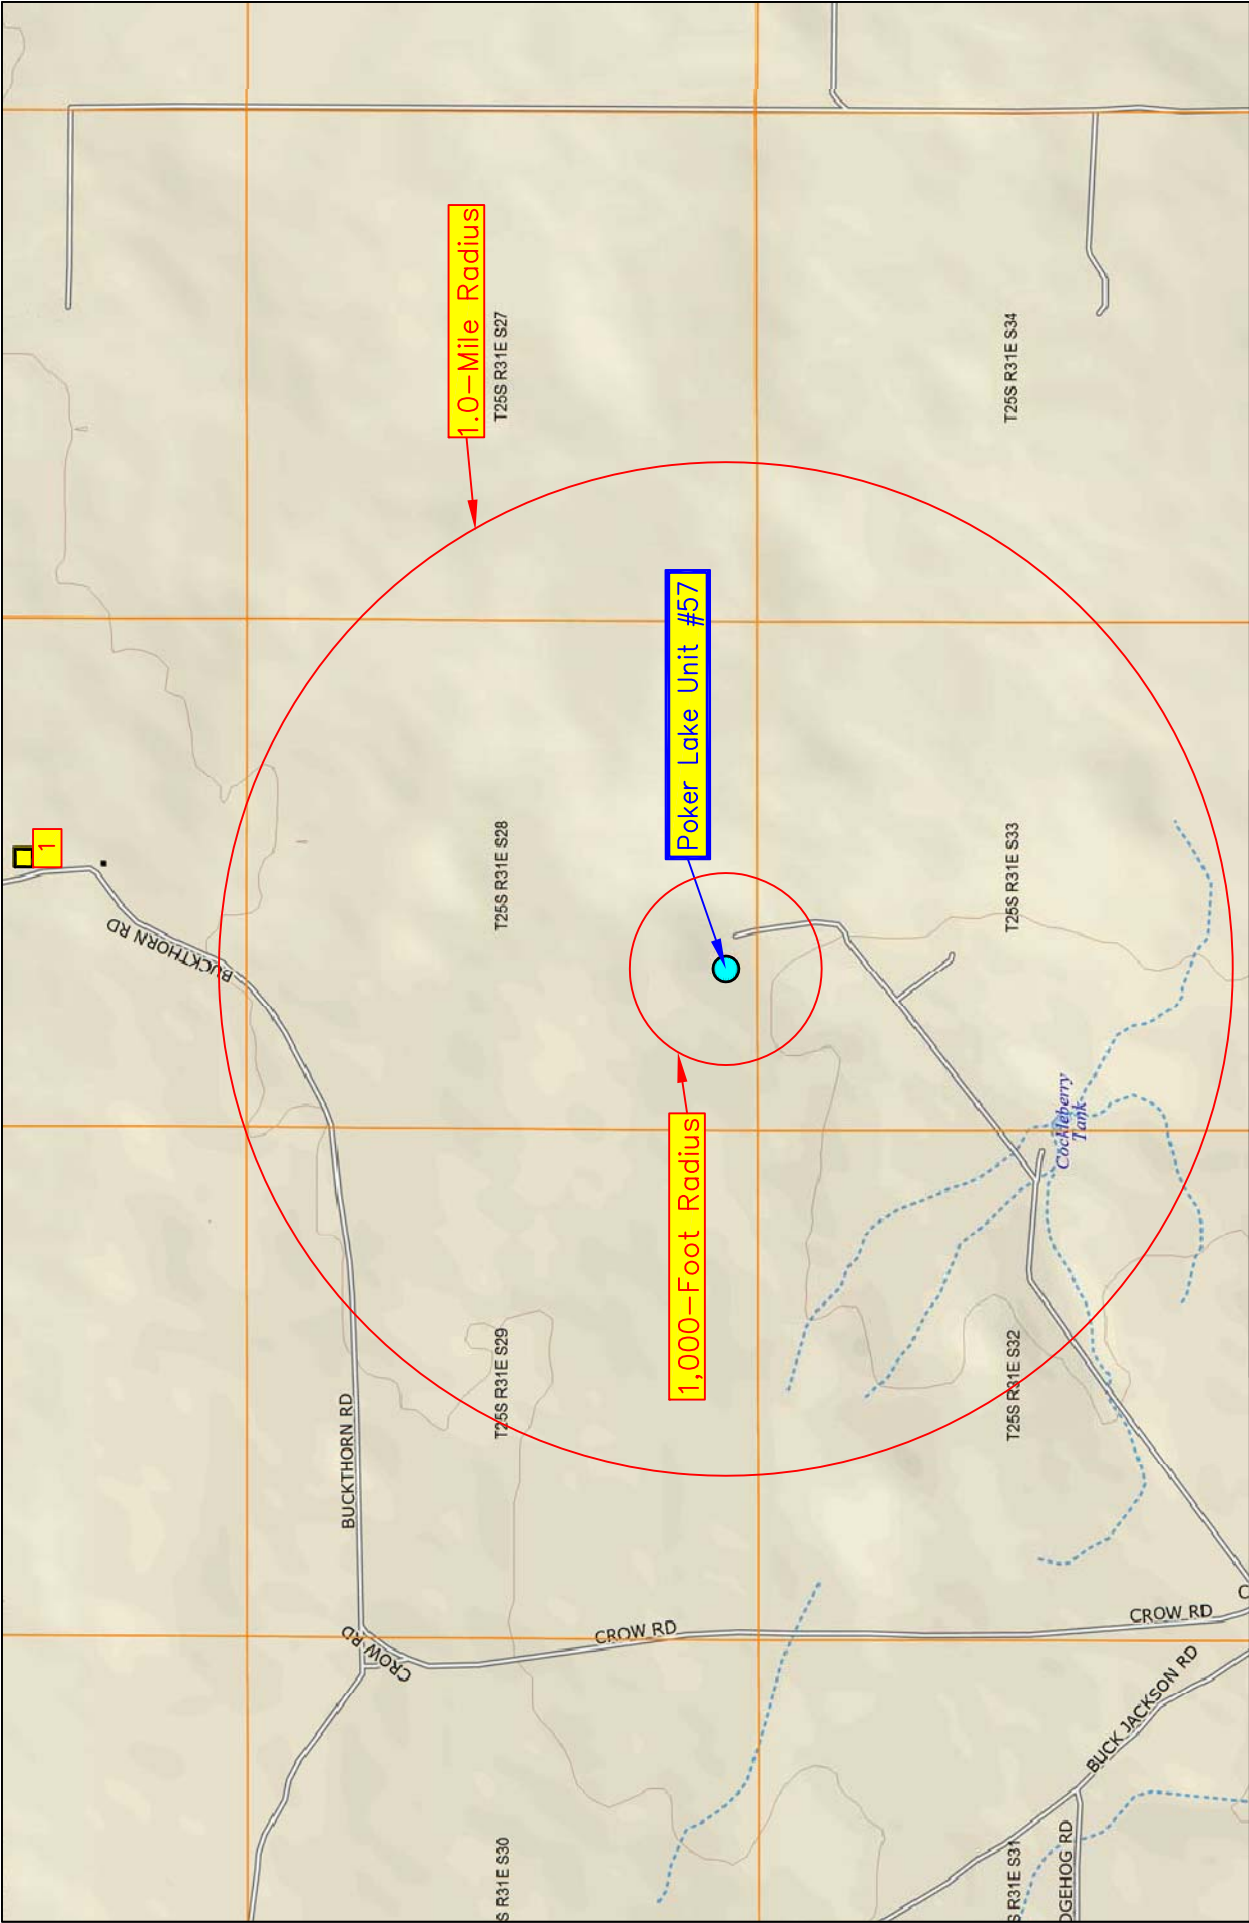 1
BUCKTHORN RD
1.0-Mile Radius
T25S R31E S27
T25S R31E S34
Poker Lake Unit #57
T25S R31E S28
T25S R31E S33
1,000-Foot Radius
Cockleberry
Tank
T25S R31E S29
T25S R31E S32
BUCKTHORN RD
CROW RD
CROW RD
CROW RD
C
BUCK JACKSON RD
S R31E S30
S R31E S31
DGEHOG RD